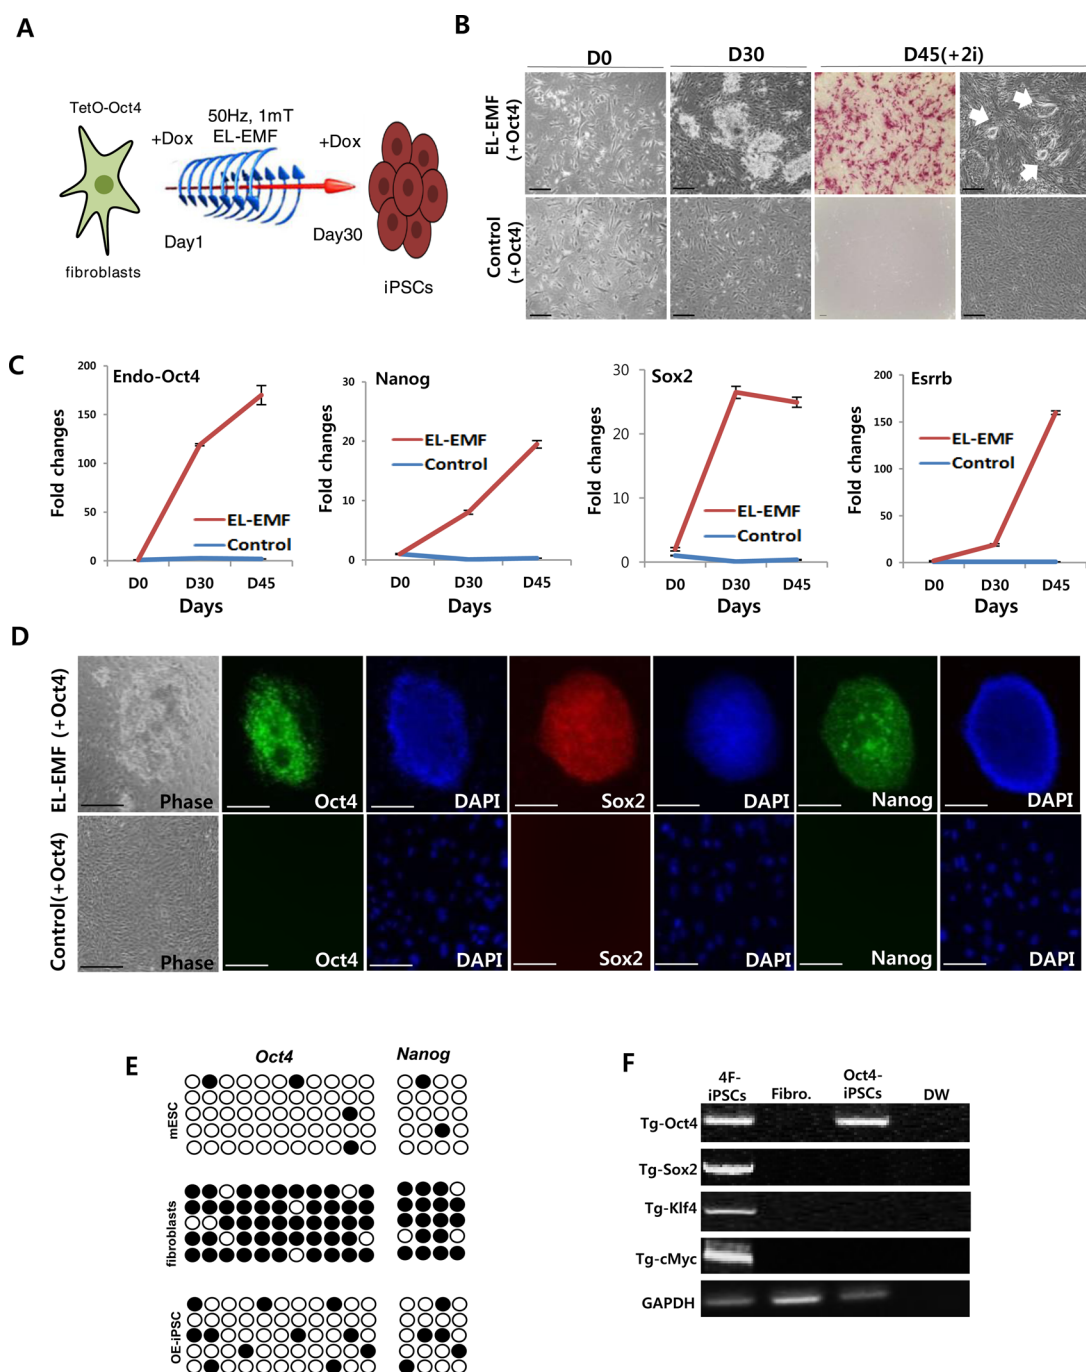 A
TetO-Oct4
fibroblasts
+Dox
50Hz, 1mT
EL-EMF
+Dox
Day1
Day30
iPSCs
B
D0
D30
D45(+2i)
EL-EMF
(+Oct4)
Control
(+Oct4)
C
Endo-Oct4
Fold changes
200
150
100
50
0
EL-EMF
Control
D0 D30 D45
Days
Nanog
Fold changes
30
20
10
0
EL-EMF
Control
D0 D30 D45
Days
Sox2
Fold changes
30
20
10
0
EL-EMF
Control
D0 D30 D45
Days
Esrrb
Fold changes
200
150
100
50
0
EL-EMF
Control
D0 D30 D45
Days
D
EL-EMF (+Oct4)
Phase Oct4 DAPI Sox2 DAPI Nanog DAPI
Control(+Oct4)
Phase Oct4 DAPI Sox2 DAPI Nanog DAPI
E
Oct4 Nanog
mESC
fibroblasts
OE-iPSC
F
4F-
iPSCs
Fibro.
Oct4-
iPSCs
DW
Tg-Oct4
Tg-Sox2
Tg-Klf4
Tg-cMyc
GAPDH